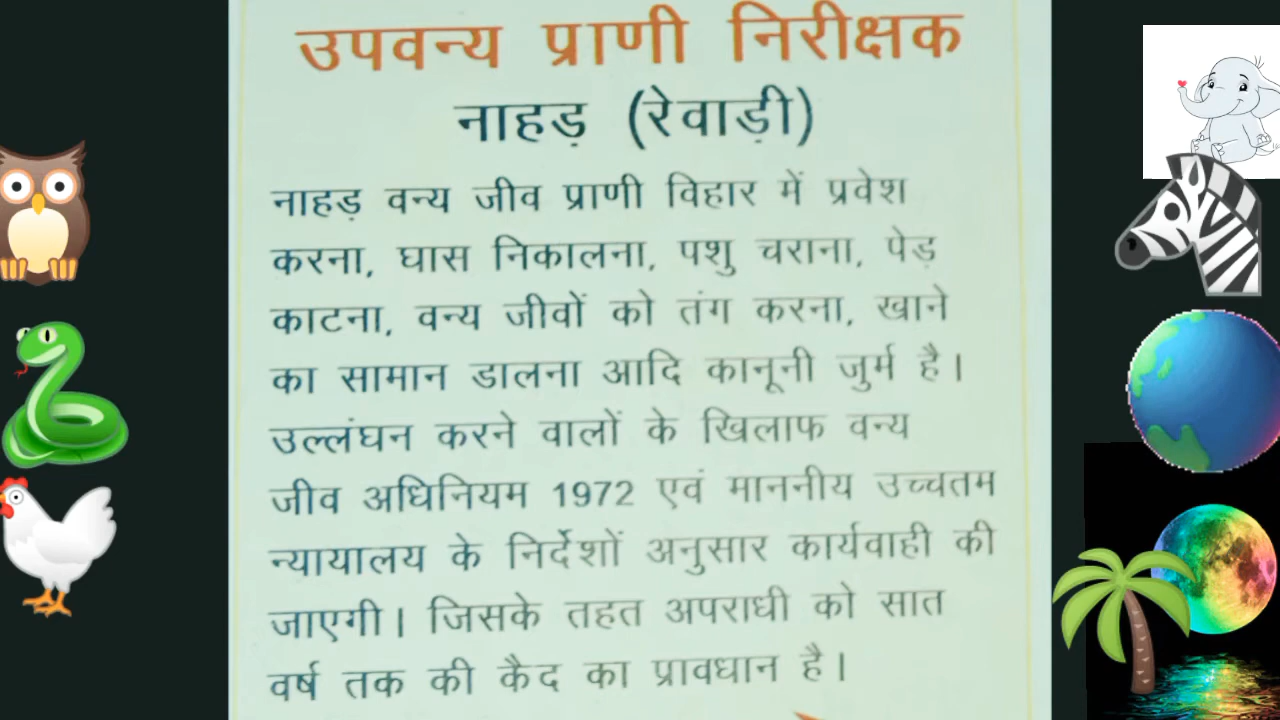 उपवन्य प्राणी निरीक्षक
नाहड़ (रेवाड़ी)
नाहड़ वन्य जीव प्राणी विहार में प्रवेश
करना, घास निकालना, पशु चराना, पेड़
काटना, वन्य जीवों को तंग करना, खाने
का सामान डालना आदि कानूनी जुर्म है।
उल्लंघन करने वालों के खिलाफ वन्य
जीव अधिनियम 1972 एवं माननीय उच्चतम
न्यायालय के निर्देशों अनुसार कार्यवाही की
जाएगी। जिसके तहत अपराधी को सात
वर्ष तक की कैद का प्रावधान है।